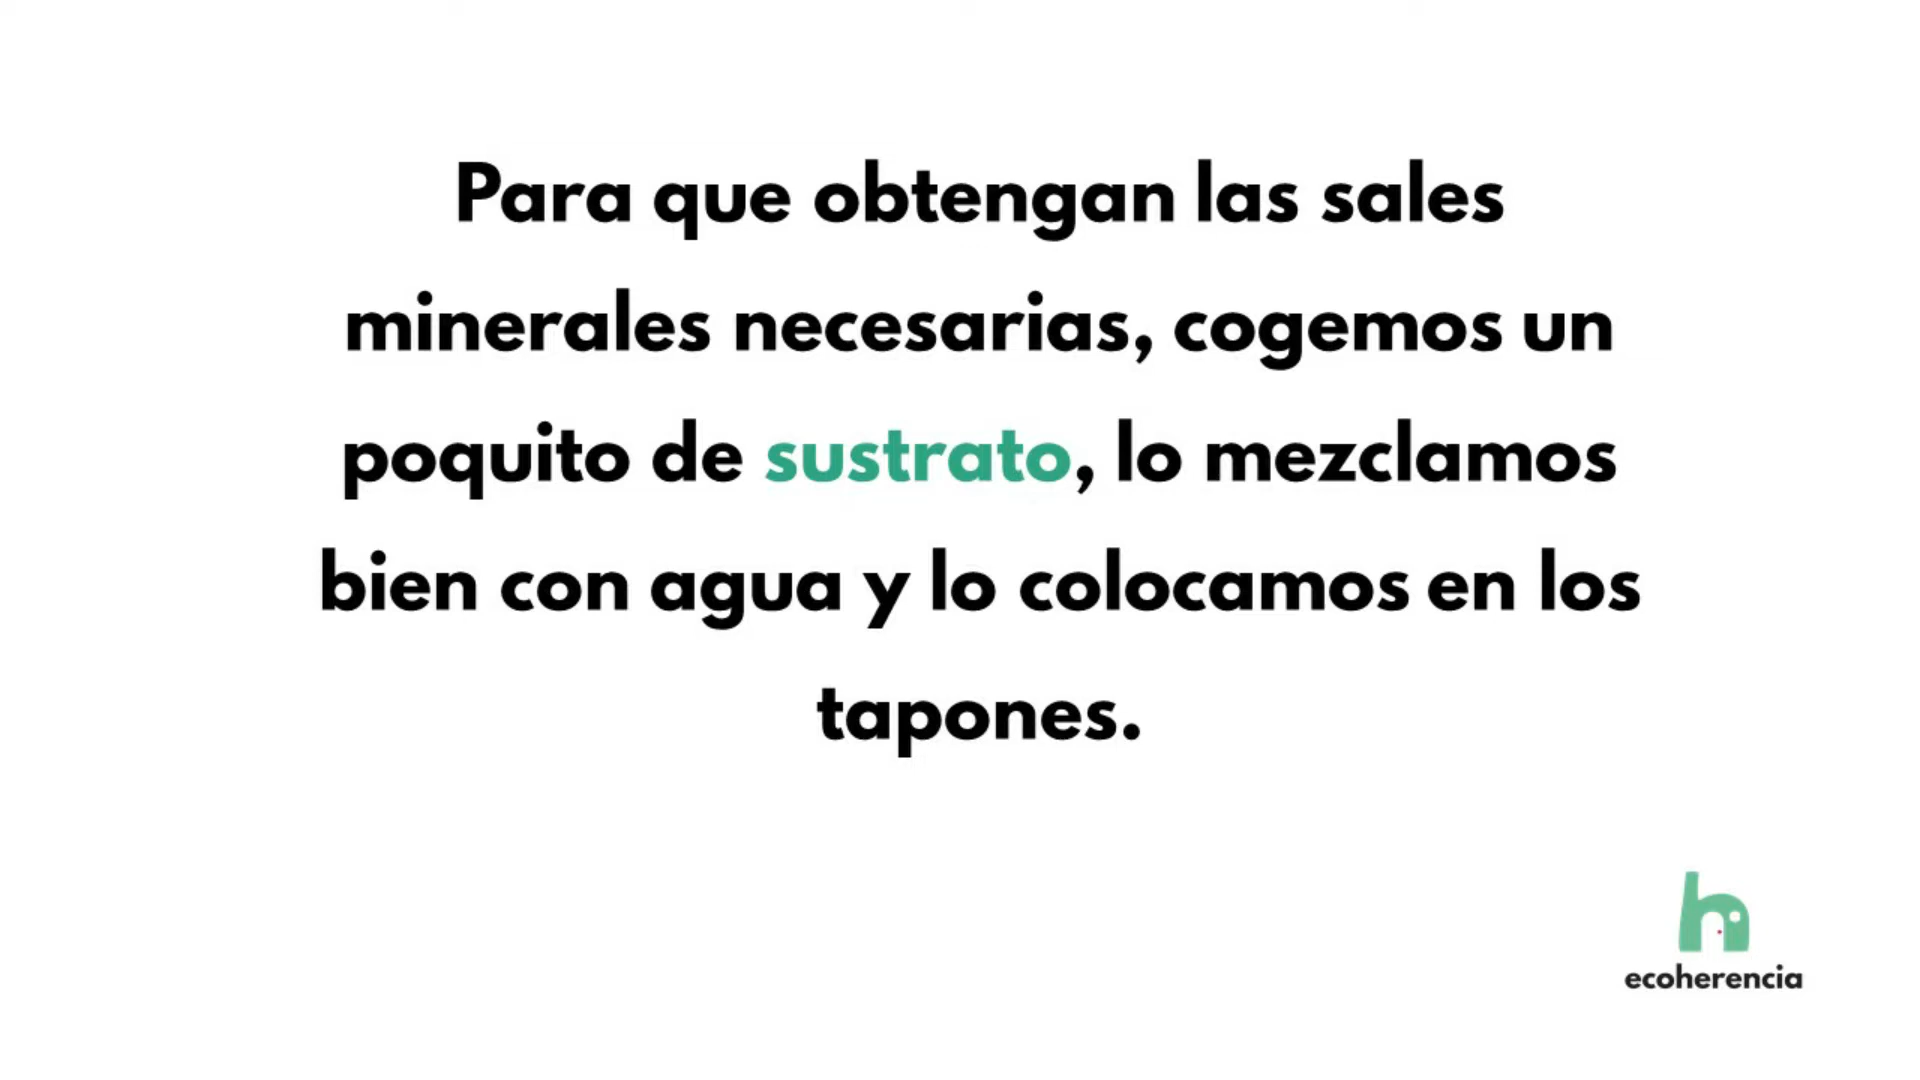 Para que obtengan las sales
minerales necesarias, cogemos un
poquito de sustrato, lo mezclamos
bien con agua y lo colocamos en los
tapones.
ecoherencia